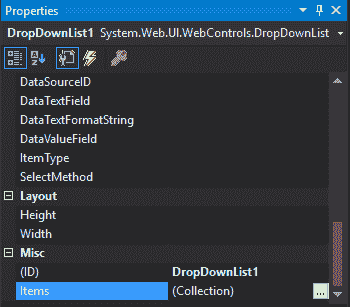 Properties
DropDownList1 System.Web.UI.WebControls.DropDownList
DataSourceID
DataTextField
DataTextFormatString
DataValueField
ItemType
SelectMethod
Layout
Height
Width
Misc
(ID) DropDownList1
Items (Collection) ...